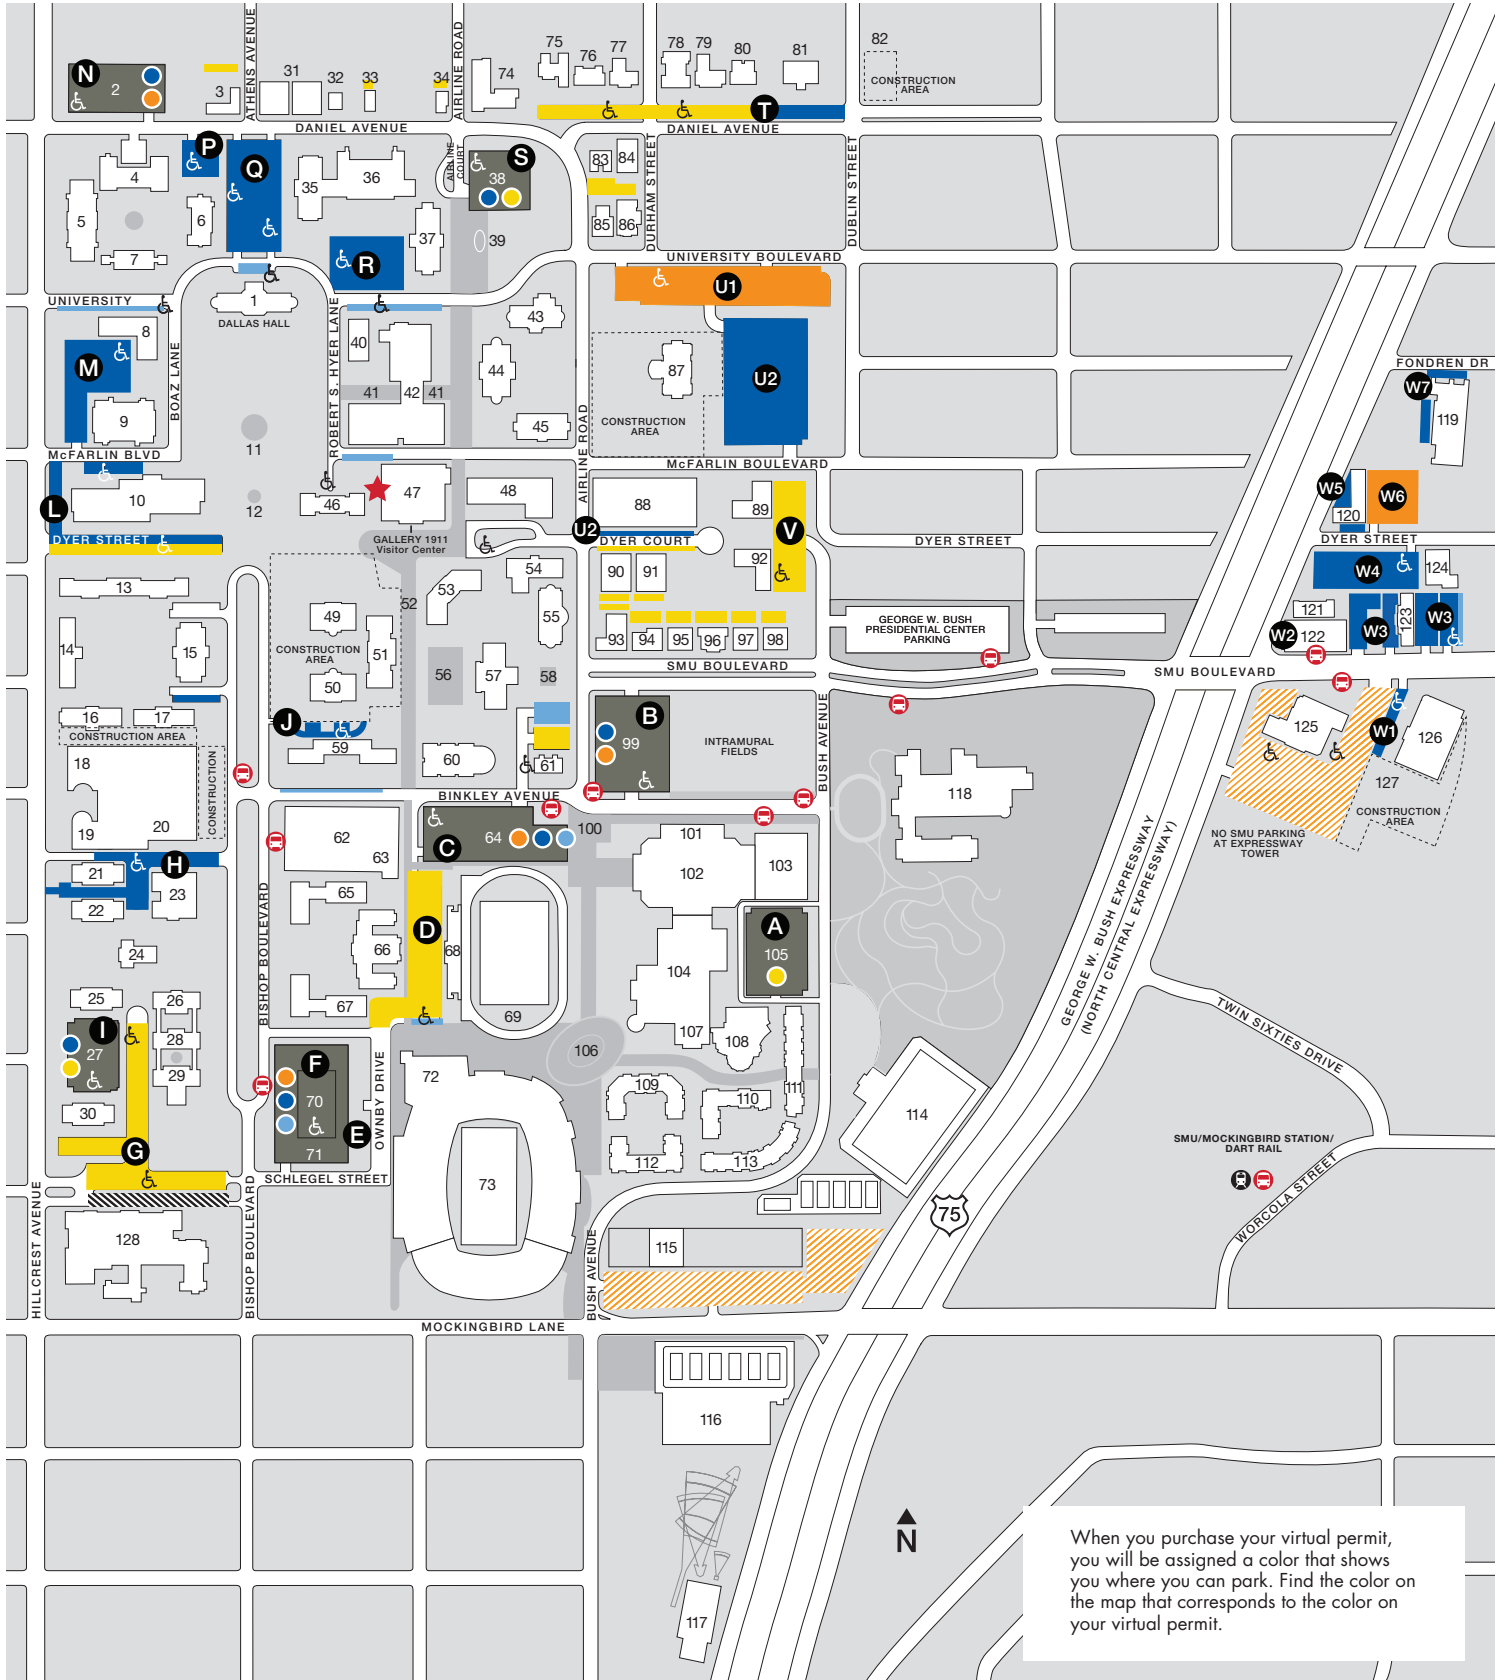 ATHENS AVENUE
AIRLINE ROAD
N
2
3
31
32
33
34
74
75
76
77
78
79
80
81
82
CONSTRUCTION
AREA
T
DANIEL AVENUE
DANIEL AVENUE
P
Q
4
5
6
7
35
36
37
R
AIRLINE
COURT
S
38
39
83
84
85
86
DURHAM STREET
DUBLIN STREET
UNIVERSITY BOULEVARD
U1
UNIVERSITY
1
DALLAS HALL
8
M
9
BOAZ LANE
ROBERT S. HYER LANE
40
41
42
41
43
44
45
87
U2
CONSTRUCTION
AREA
AIRLINE ROAD
FONDREN DR
W7
119
11
McFARLIN BLVD
McFARLIN BOULEVARD
L
10
12
46
47
48
88
89
GALLERY 1911
Visitor Center
U2
DYER COURT
V
W5
120
W6
DYER STREET
DYER STREET
DYER STREET
13
14
15
16
17
CONSTRUCTION AREA
49
CONSTRUCTION
AREA
50
51
52
53
54
55
56
57
58
90
91
92
93
94
95
96
97
98
GEORGE W. BUSH
PRESIDENTIAL CENTER
PARKING
W4
124
121
W2
122
W3
123
W3
SMU BOULEVARD
SMU BOULEVARD
J
59
60
61
B
99
INTRAMURAL
FIELDS
BUSH AVENUE
125
W1
126
127
CONSTRUCTION
AREA
NO SMU PARKING
AT EXPRESSWAY
TOWER
18
19
20
CONSTRUCTION
BINKLEY AVENUE
62
63
C
64
100
101
102
103
118
H
21
22
23
24
65
66
67
D
68
69
104
A
105
BISHOP BOULEVARD
GEORGE W. BUSH EXPRESSWAY
(NORTH CENTRAL EXPRESSWAY)
25
26
I
27
28
29
30
G
F
70
E
71
OWNBY DRIVE
SCHLEGEL STREET
72
73
106
107
108
109
110
111
112
113
114
TWIN SIXTIES DRIVE
SMU/MOCKINGBIRD STATION/
DART RAIL
WORCOLA STREET
75
HILLCREST AVENUE
128
BISHOP BOULEVARD
BUSH AVENUE
115
MOCKINGBIRD LANE
116
117
N
When you purchase your virtual permit,
you will be assigned a color that shows
you where you can park. Find the color on
the map that corresponds to the color on
your virtual permit.